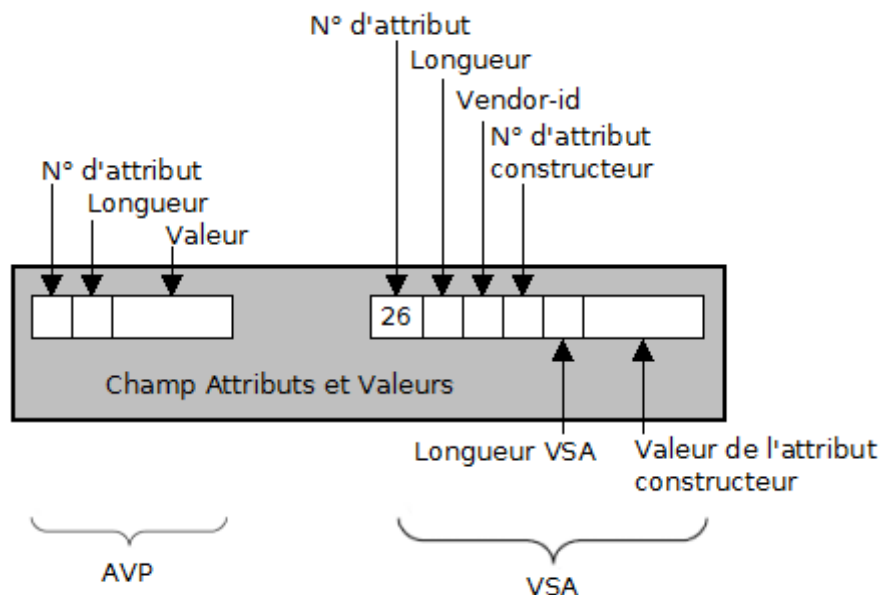 N° d'attribut
Longueur
Vendor-id
N° d'attribut
constructeur
N° d'attribut
Longueur
Valeur
26
Champ Attributs et Valeurs
Longueur VSA
Valeur de l'attribut
constructeur
AVP
VSA